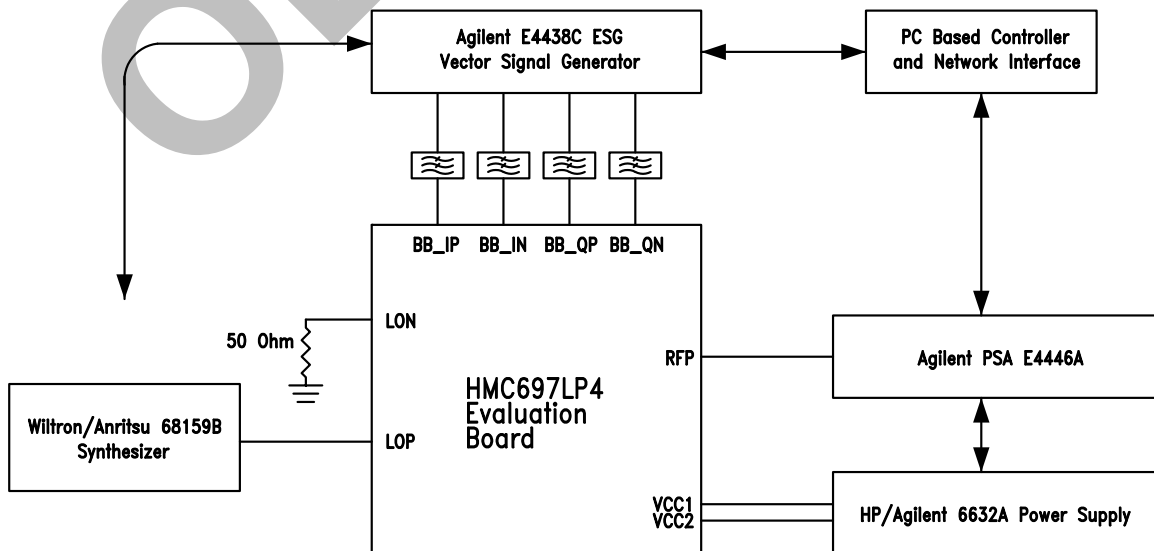 Agilent E4438C ESG
Vector Signal Generator
PC Based Controller
and Network Interface
BB_IP BB_IN BB_QP BB_QN
LON
50 Ohm
RFP
Agilent PSA E4446A
HMC697LP4
Evaluation
Board
Wiltron/Anritsu 68159B
Synthesizer
LOP
VCC1
VCC2
HP/Agilent 6632A Power Supply